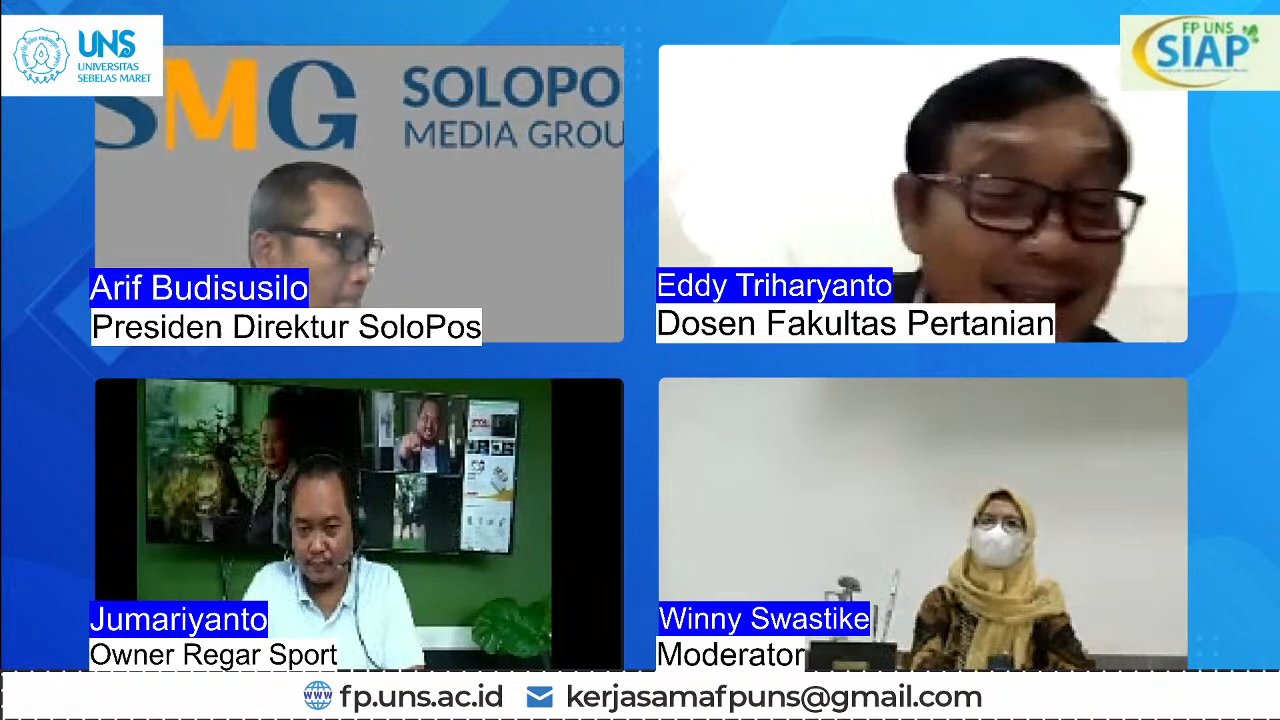 UNS
UNIVERSITAS
SEBELAS MARET
FP UNS
SIAP
SMG
SOLOPO
MEDIA GROU
Arif Budisusilo
Presiden Direktur SoloPos
Eddy Triharyanto
Dosen Fakultas Pertanian
Jumariyanto
Owner Regar Sport
Winny Swastike
Moderator
fp.uns.ac.id
kerjasamafpuns@gmail.com